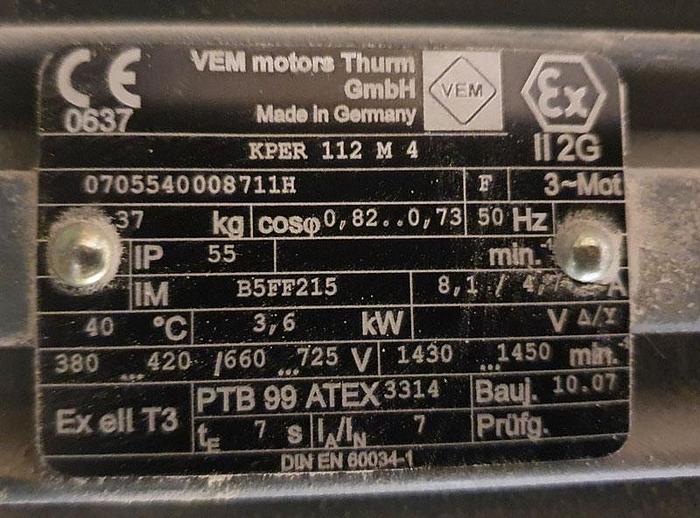 CE VEM motors Thurm
GmbH VEM Ex
0637 Made in Germany
KPER 112 M 4 II 2G
0705540008711H F 3~Mot
37 kg cosφ 0,82..0,73 50 Hz
IP 55 min.-1
IM B5FF215 8,1 / A
40 °C 3,6 kW V Δ/Y
380 ...420 /660 ...725 V 1430 ...1450 min.-1
Ex eII T3 PTB 99 ATEX 3314 Bauj. 10.07
tE 7 s IA/IN 7 Prüfg.
DIN EN 60034-1